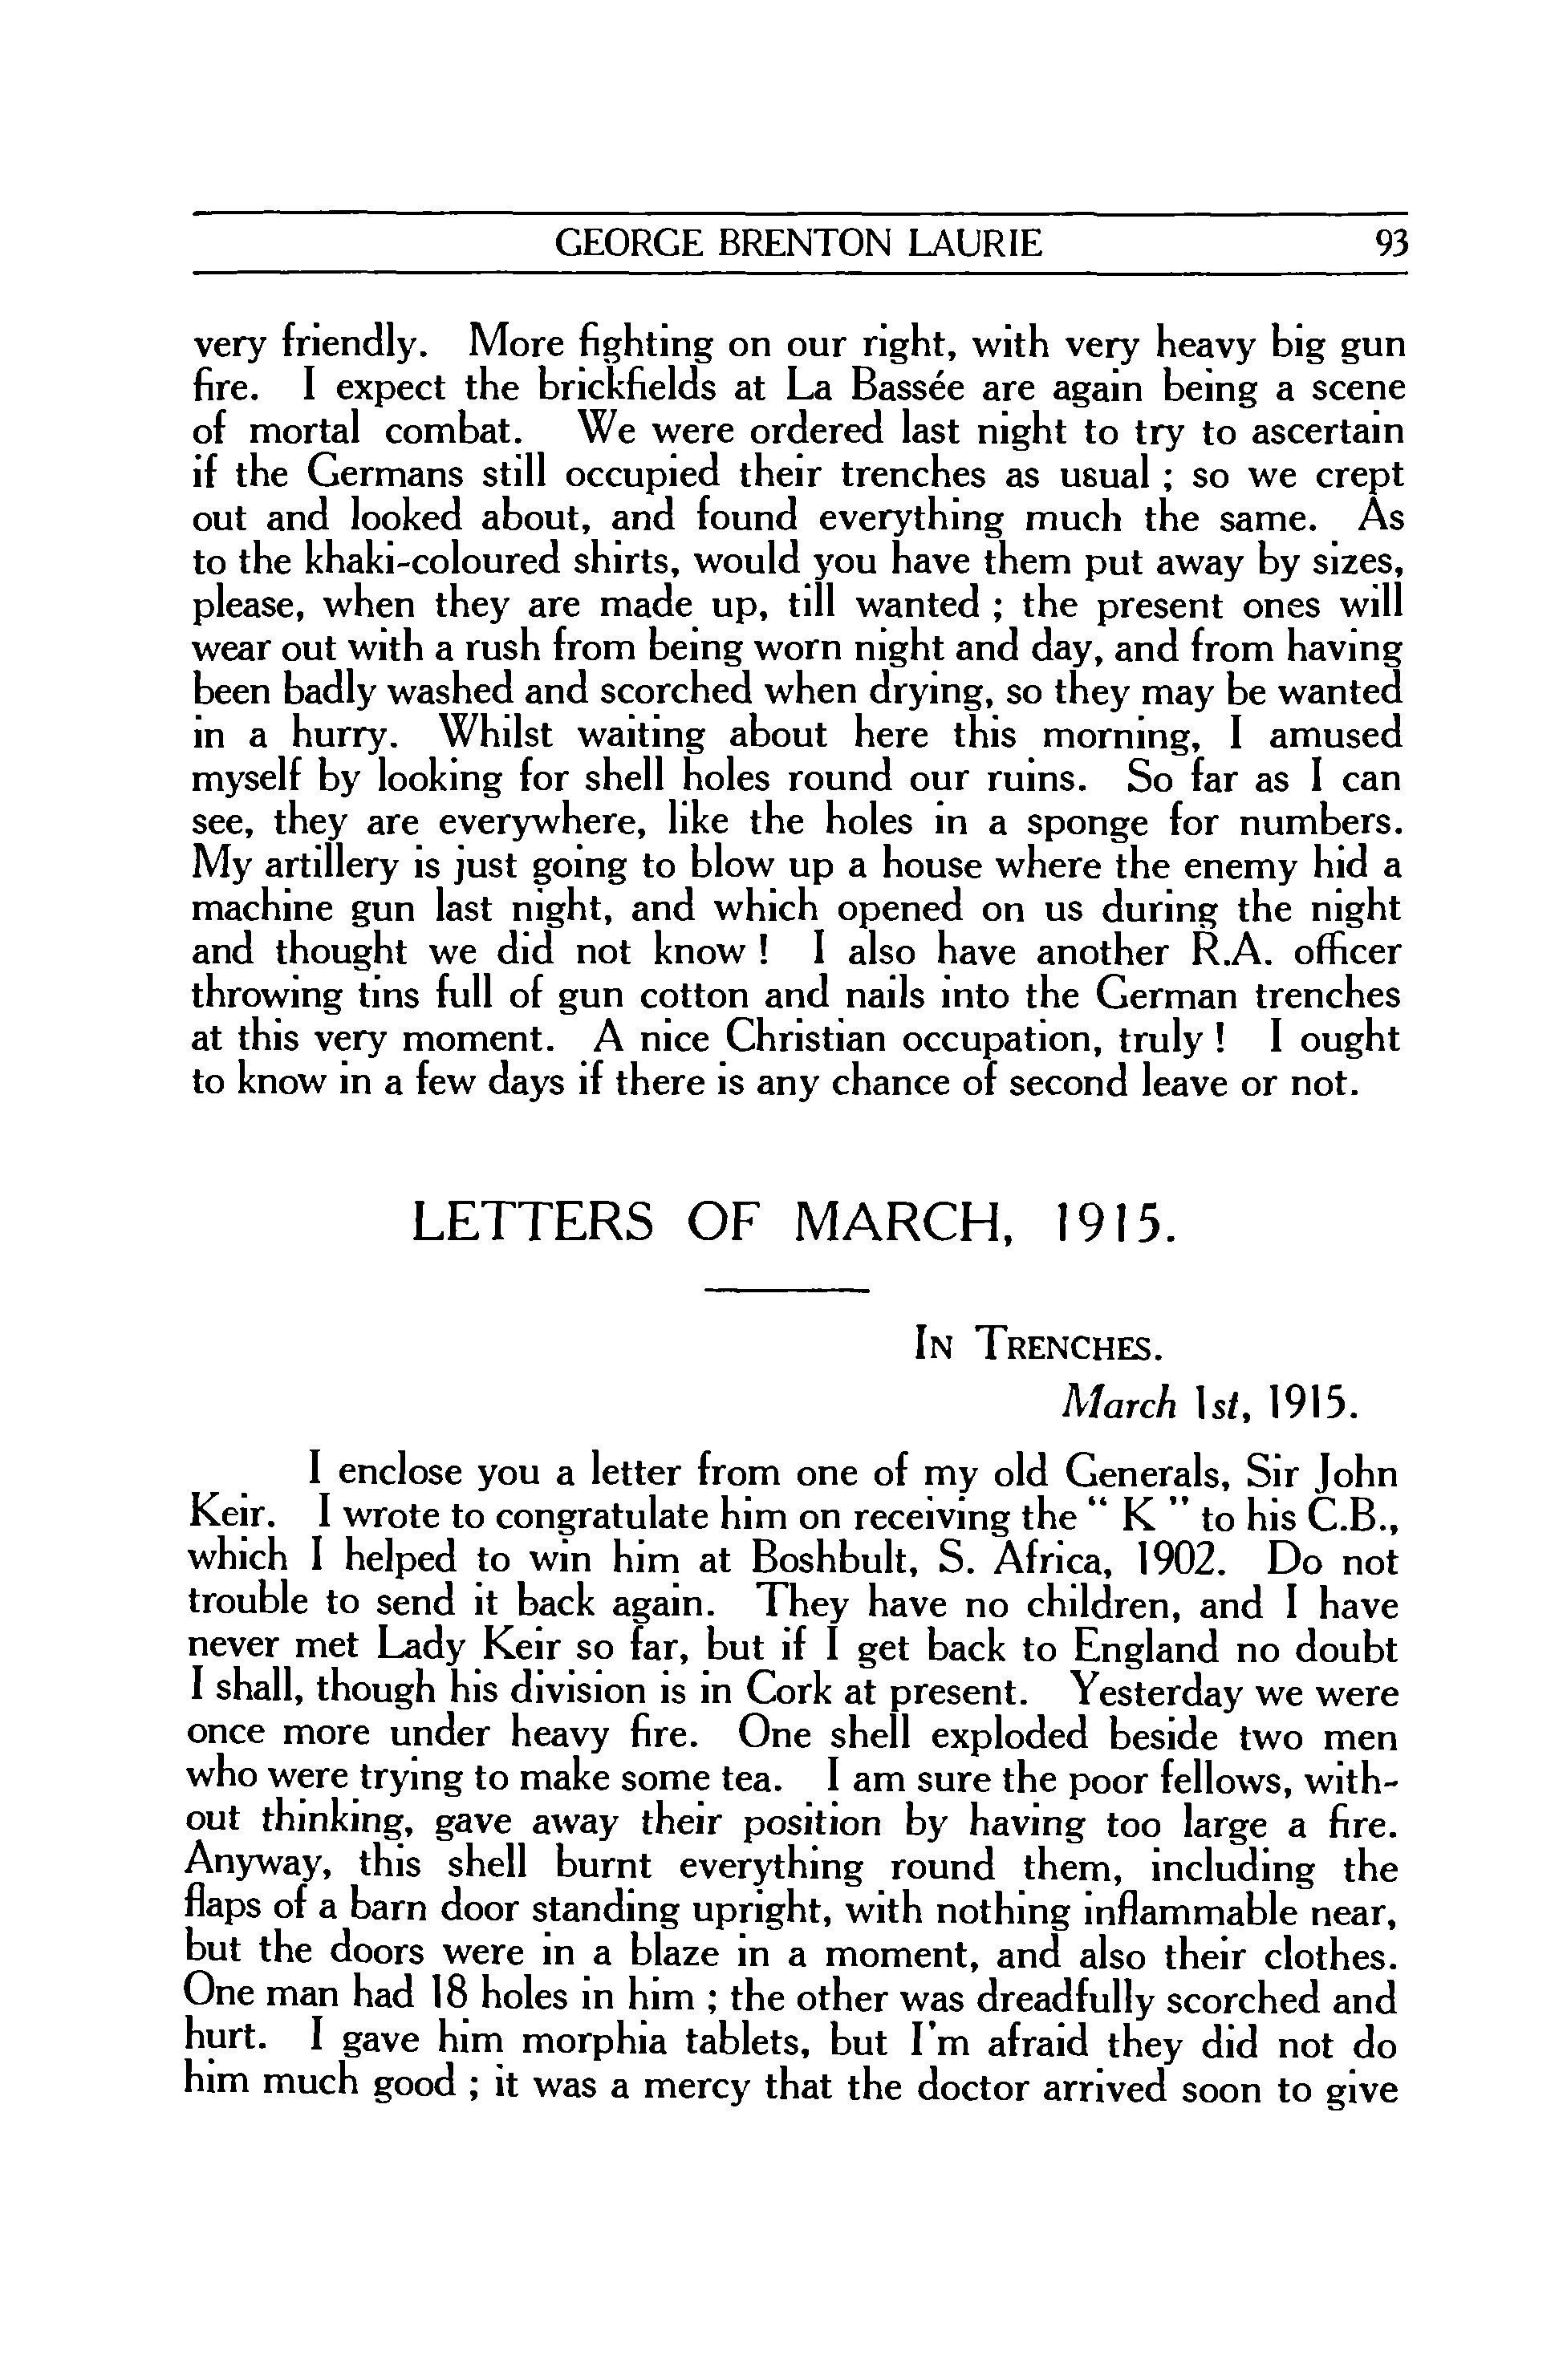 GEORGE BRENTON LAURIE 93
very friendly. More fighting on our right, with very heavy big gun
fire. I expect the brickfields at La Bassée are again being a scene
of mortal combat. We were ordered last night to try to ascertain
if the Germans still occupied their trenches as usual ; so we crept
out and looked about, and found everything much the same. As
to the khaki-coloured shirts, would you have them put away by sizes,
please, when they are made up, till wanted ; the present ones will
wear out with a rush from being worn night and day, and from having
been badly washed and scorched when drying, so they may be wanted
in a hurry. Whilst waiting about here this morning, I amused
myself by looking for shell holes round our ruins. So far as I can
see, they are everywhere, like the holes in a sponge for numbers.
My artillery is just going to blow up a house where the enemy hid a
machine gun last night, and which opened on us during the night
and thought we did not know ! I also have another R.A. officer
throwing tins full of gun cotton and nails into the German trenches
at this very moment. A nice Christian occupation, truly ! I ought
to know in a few days if there is any chance of second leave or not.
LETTERS OF MARCH, 1915.
IN TRENCHES.
March 1st, 1915.
I enclose you a letter from one of my old Generals, Sir John
Keir. I wrote to congratulate him on receiving the “ K ” to his C.B.,
which I helped to win him at Boshbult, S. Africa, 1902. Do not
trouble to send it back again. They have no children, and I have
never met Lady Keir so far, but if I get back to England no doubt
I shall, though his division is in Cork at present. Yesterday we were
once more under heavy fire. One shell exploded beside two men
who were trying to make some tea. I am sure the poor fellows, with-
out thinking, gave away their position by having too large a fire.
Anyway, this shell burnt everything round them, including the
flaps of a barn door standing upright, with nothing inflammable near,
but the doors were in a blaze in a moment, and also their clothes.
One man had 18 holes in him ; the other was dreadfully scorched and
hurt. I gave him morphia tablets, but I'm afraid they did not do
him much good ; it was a mercy that the doctor arrived soon to give